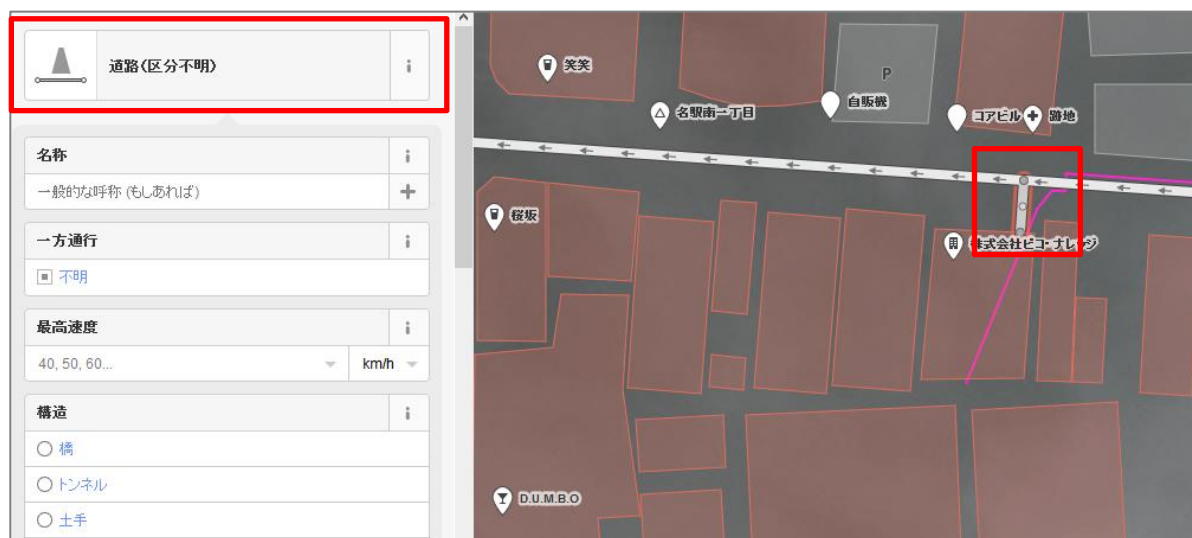 道路(区分不明)
名称
一般的な呼称 (もしあれば)
一方通行
不明
最高速度
40, 50, 60...
km/h
構造
橋
トンネル
土手
笑笑
P
名駅南一丁目
自販機
コアビル
跡地
桜坂
株式会社ピコ・ナレッジ
D.U.M.B.O